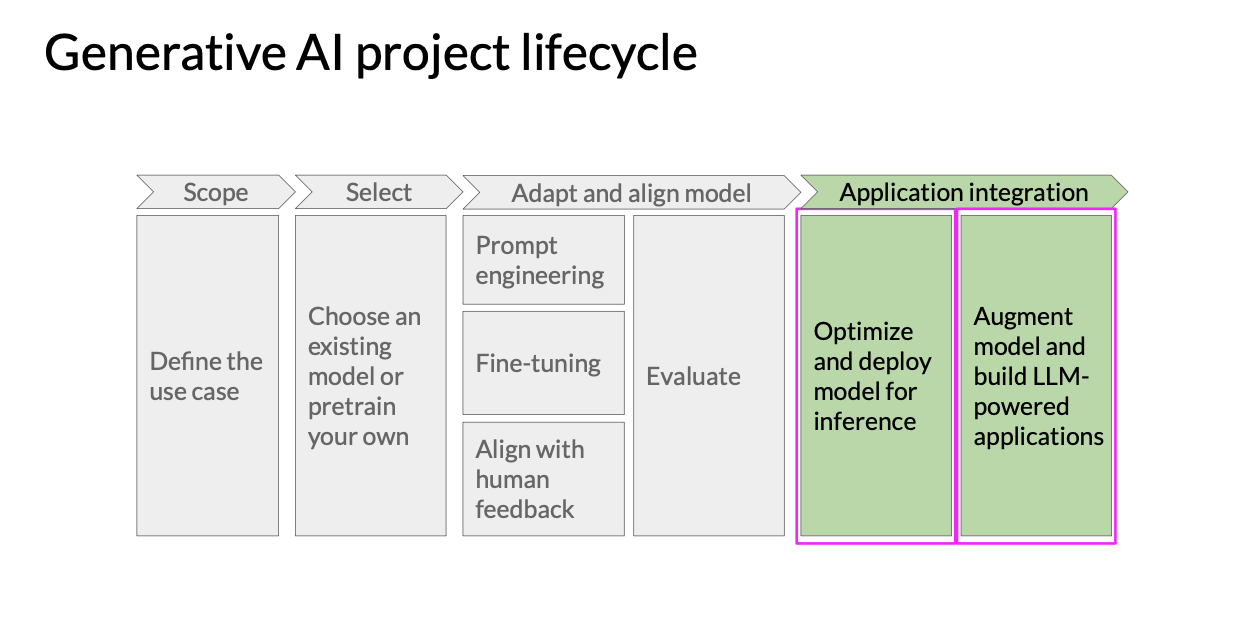 Generative AI project lifecycle
Scope
Select
Adapt and align model
Application integration
Define the
use case
Choose an
existing
model or
pretrain
your own
Prompt
engineering
Fine-tuning
Align with
human
feedback
Evaluate
Optimize
and deploy
model for
inference
Augment
model and
build LLM-
powered
applications